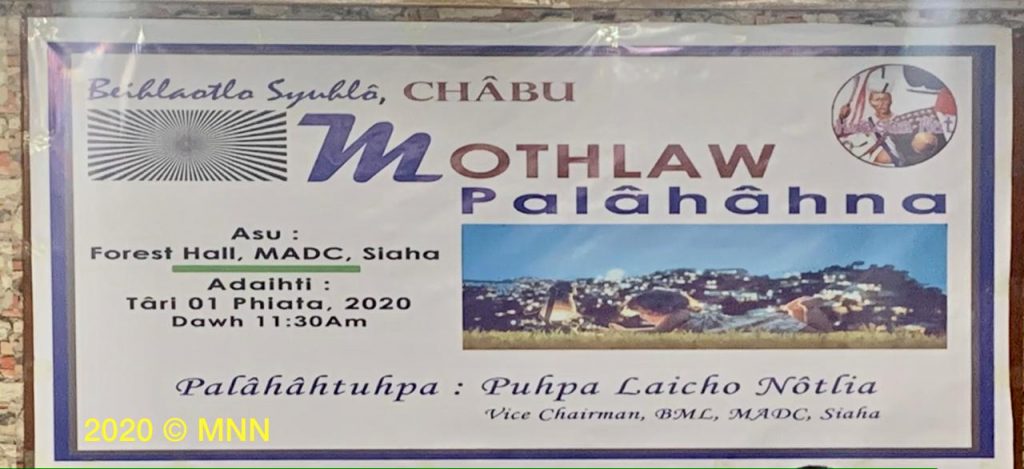 Beihlaotlo Syuhlô, CHÂBU
MOTHLAW
Palâhâhna
Asu :
Forest Hall, MADC, Siaha
Adaihti :
Târi 01 Phiata, 2020
Dawh 11:30Am
Palâhâhtuhpa : Puhpa Laicho Nôtlia
Vice Chairman, BML, MADC, Siaha
2020 © MNN